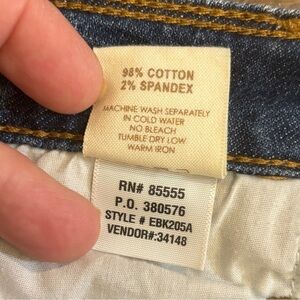 98% COTTON
2% SPANDEX
MACHINE WASH SEPARATELY
IN COLD WATER
NO BLEACH
TUMBLE DRY LOW
WARM IRON
RN# 85555
P.O. 380576
STYLE # EBK205A
VENDOR#:34148